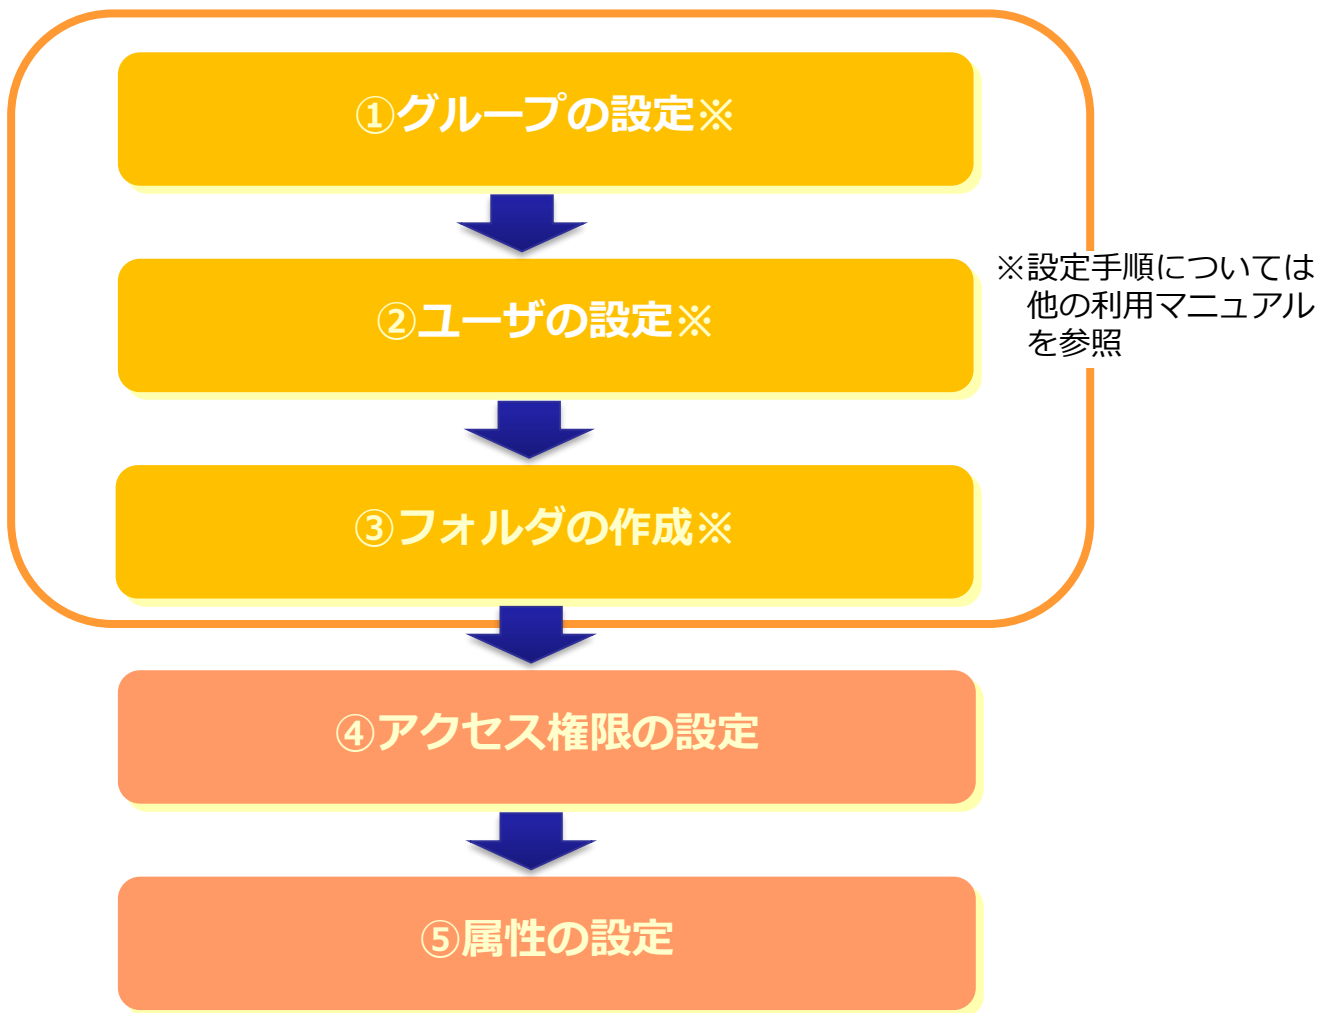 ①グループの設定※
②ユーザの設定※
※設定手順については
他の利用マニュアル
を参照
③フォルダの作成※
④アクセス権限の設定
⑤属性の設定